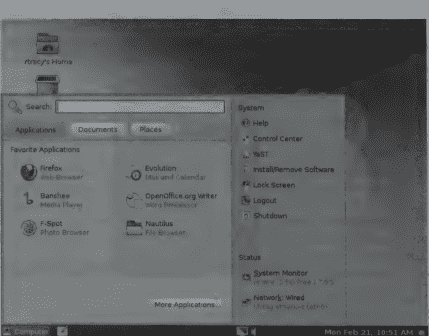 rtracy's Home
Search:
Applications Documents Places
Favorite Applications
Firefox
Web Browser
Evolution
Mail and Calendar
Banshee
Media Player
OpenOffice.org Writer
Word Processor
F-Spot
Photo Browser
Nautilus
File Browser
More Applications...
System
Help
Control Center
YaST
Install/Remove Software
Lock Screen
Logout
Shutdown
Status
System Monitor
Network: Wired
Computer
Mon Feb 21, 10:51 AM